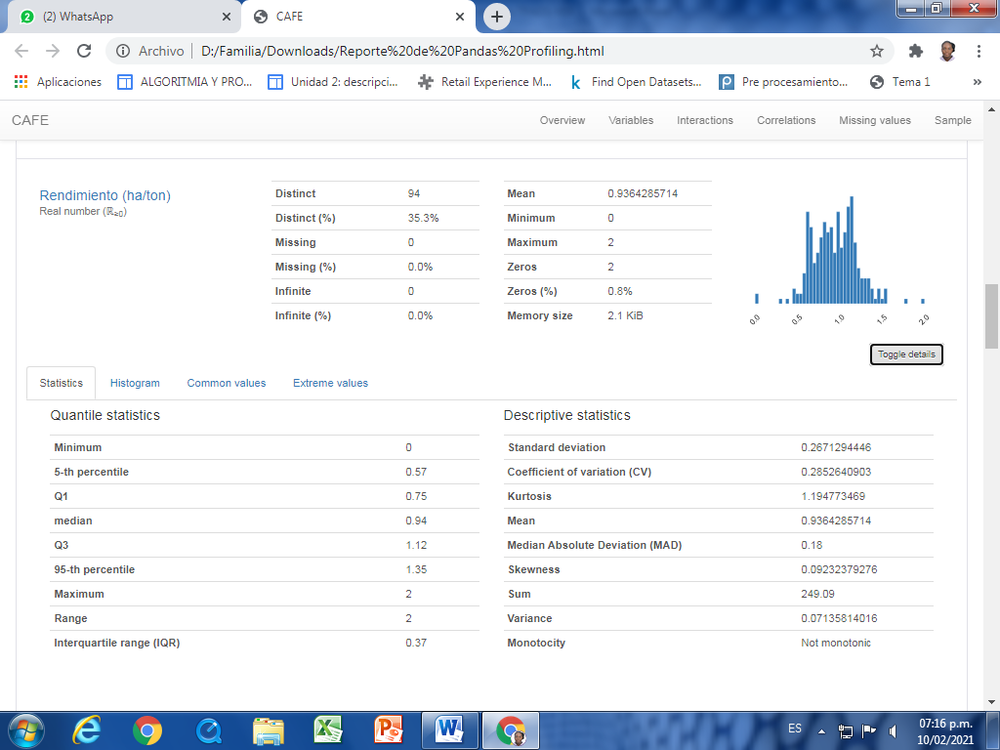 (2) WhatsApp
CAFE
Archivo | D:/Familia/Downloads/Reporte%20de%20Pandas%20Profiling.html
Aplicaciones ALGORITMIA Y PRO... Unidad 2: descripci... Retail Experience M... Find Open Datasets... Pre procesamiento... Tema 1 »
CAFE Overview Variables Interactions Correlations Missing values Sample
Rendimiento (ha/ton)
Real number (ℝ≥0)
Distinct 94
Distinct (%) 35.3%
Missing 0
Missing (%) 0.0%
Infinite 0
Infinite (%) 0.0%
Mean 0.9364285714
Minimum 0
Maximum 2
Zeros 2
Zeros (%) 0.8%
Memory size 2.1 KiB
0.0 0.5 1.0 1.5 2.0
Toggle details
Statistics Histogram Common values Extreme values
Quantile statistics
Minimum 0
5-th percentile 0.57
Q1 0.75
median 0.94
Q3 1.12
95-th percentile 1.35
Maximum 2
Range 2
Interquartile range (IQR) 0.37
Descriptive statistics
Standard deviation 0.2671294446
Coefficient of variation (CV) 0.2852640903
Kurtosis 1.194773469
Mean 0.9364285714
Median Absolute Deviation (MAD) 0.18
Skewness 0.09232379276
Sum 249.09
Variance 0.07135814016
Monotocity Not monotonic
ES
07:16 p.m.
10/02/2021